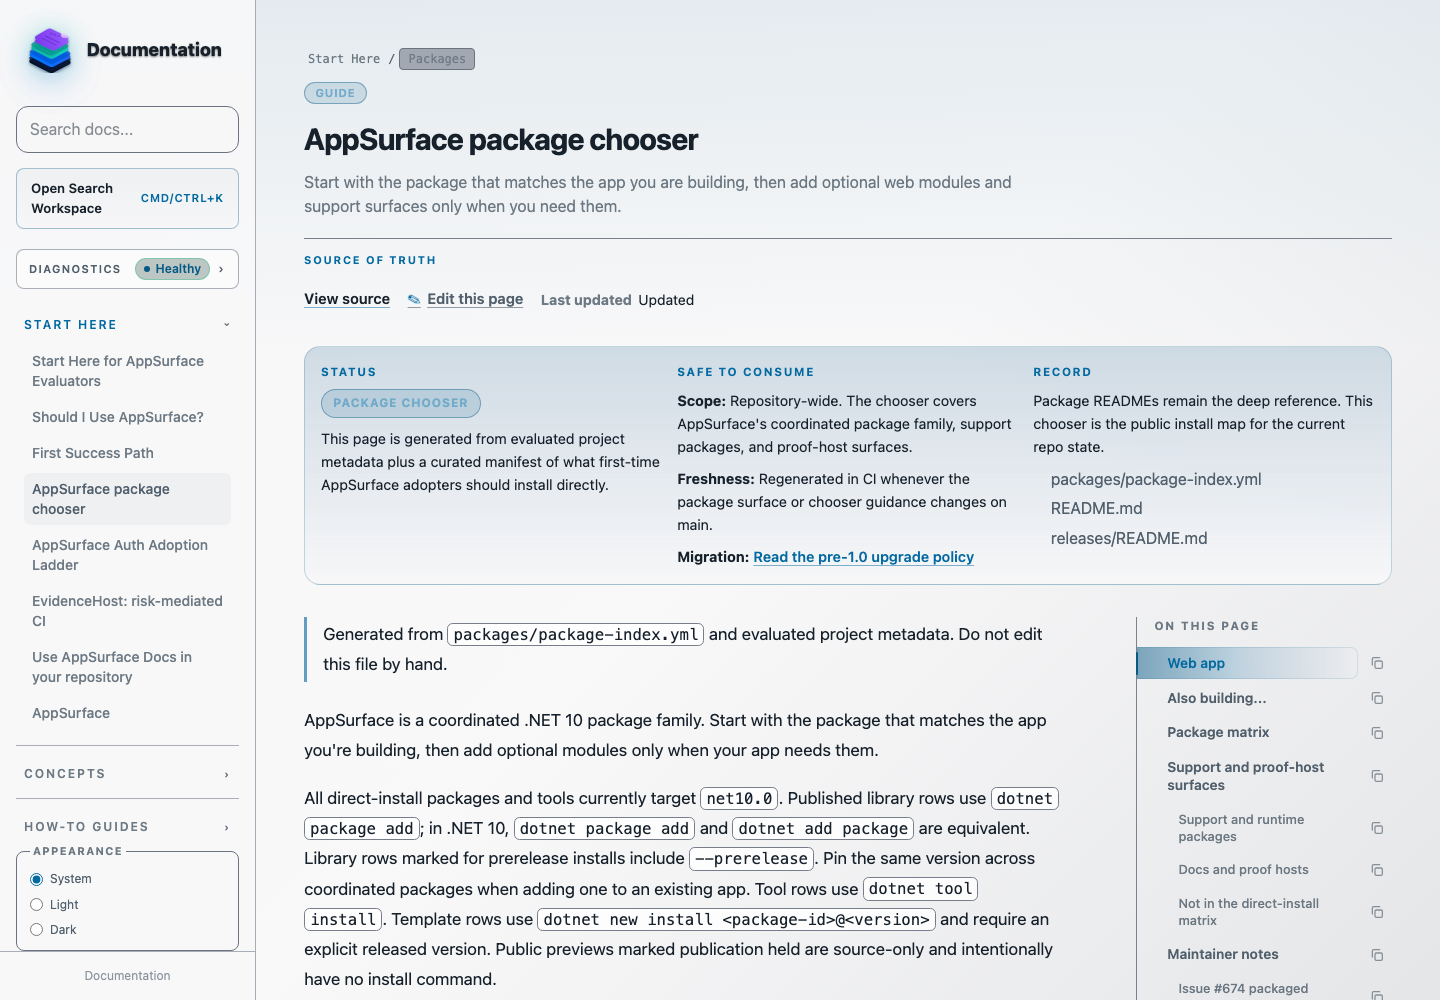 Documentation
Search docs...
Open Search
Workspace
CMD/CTRL+K
DIAGNOSTICS
Healthy
START HERE
Start Here for AppSurface
Evaluators
Should I Use AppSurface?
First Success Path
AppSurface package
chooser
AppSurface Auth Adoption
Ladder
EvidenceHost: risk-mediated
CI
Use AppSurface Docs in
your repository
AppSurface
CONCEPTS
HOW-TO GUIDES
APPEARANCE
System
Light
Dark
Documentation
Start Here / Packages
GUIDE
AppSurface package chooser
Start with the package that matches the app you are building, then add optional web modules and
support surfaces only when you need them.
SOURCE OF TRUTH
View source ✎ Edit this page Last updated Updated
STATUS
PACKAGE CHOOSER
This page is generated from evaluated project
metadata plus a curated manifest of what first-time
AppSurface adopters should install directly.
SAFE TO CONSUME
Scope: Repository-wide. The chooser covers
AppSurface's coordinated package family, support
packages, and proof-host surfaces.
Freshness: Regenerated in CI whenever the
package surface or chooser guidance changes on
main.
Migration: Read the pre-1.0 upgrade policy
RECORD
Package READMEs remain the deep reference. This
chooser is the public install map for the current
repo state.
packages/package-index.yml
README.md
releases/README.md
Generated from packages/package-index.yml and evaluated project metadata. Do not edit
this file by hand.
AppSurface is a coordinated .NET 10 package family. Start with the package that matches the app
you're building, then add optional modules only when your app needs them.
All direct-install packages and tools currently target net10.0. Published library rows use dotnet
package add; in .NET 10, dotnet package add and dotnet add package are equivalent.
Library rows marked for prerelease installs include --prerelease. Pin the same version across
coordinated packages when adding one to an existing app. Tool rows use dotnet tool
install. Template rows use dotnet new install <package-id>@<version> and require an
explicit released version. Public previews marked publication held are source-only and intentionally
have no install command.
ON THIS PAGE
Web app
Also building...
Package matrix
Support and proof-host
surfaces
Support and runtime
packages
Docs and proof hosts
Not in the direct-install
matrix
Maintainer notes
Issue #674 packaged